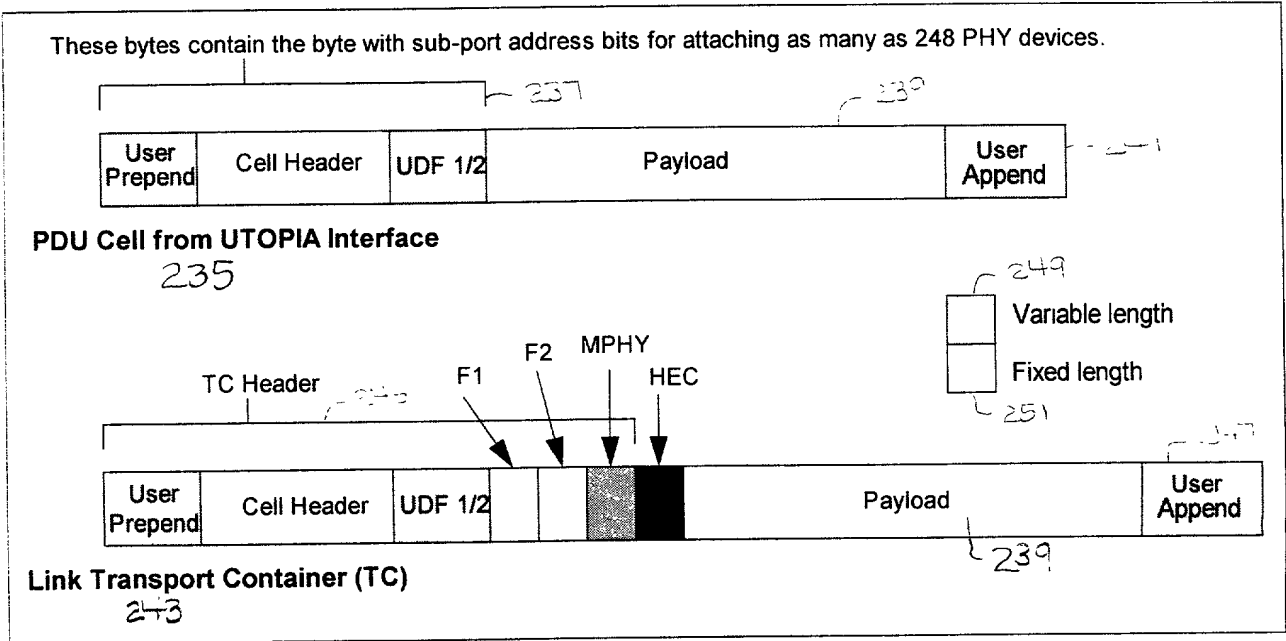 These bytes contain the byte with sub-port address bits for attaching as many as 248 PHY devices.
237
239
User Prepend
Cell Header
UDF 1/2
Payload
User Append
PDU Cell from UTOPIA Interface
235
249
Variable length
Fixed length
251
F1
F2
MPHY
HEC
TC Header
User Prepend
Cell Header
UDF 1/2
Payload
User Append
239
Link Transport Container (TC)
243